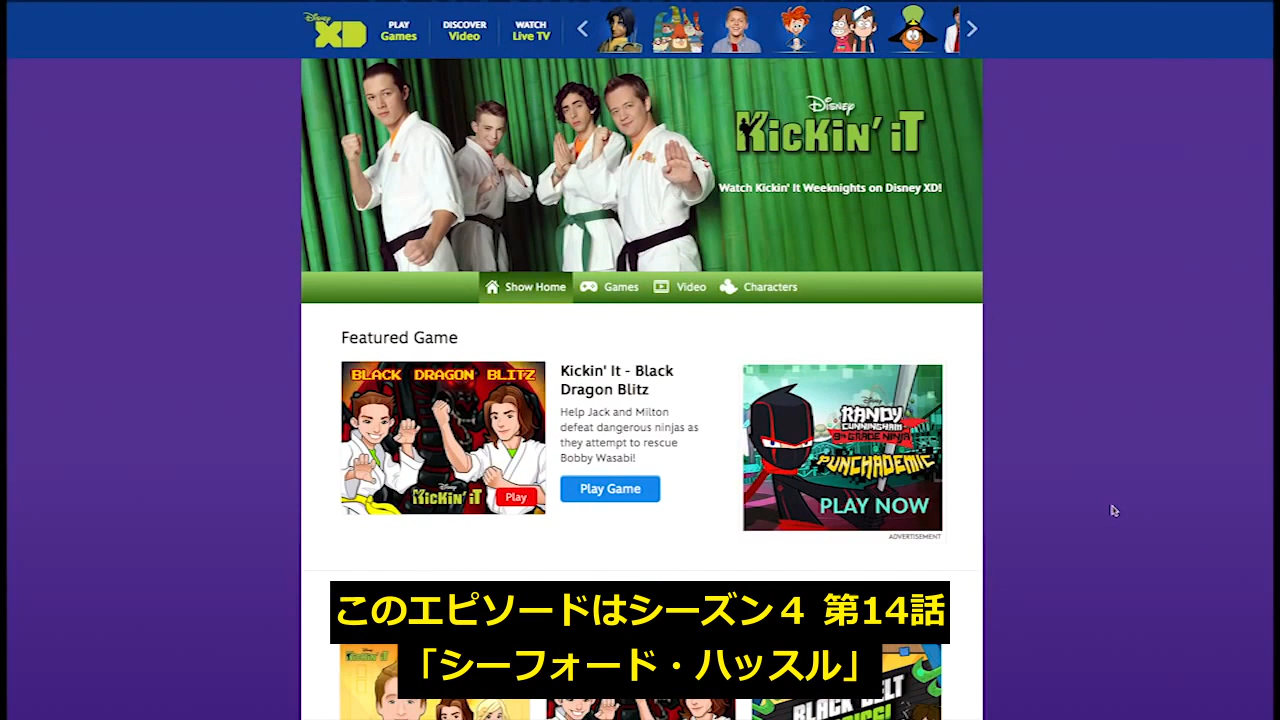 Disney XD
PLAY
Games
DISCOVER
Video
WATCH
Live TV
Disney
Kickin' iT
Watch Kickin' It Weeknights on Disney XD!
Show Home
Games
Video
Characters
Featured Game
BLACK DRAGON BLITZ
Disney
Kickin' iT
Play
Kickin' It - Black
Dragon Blitz
Help Jack and Milton
defeat dangerous ninjas as
they attempt to rescue
Bobby Wasabi!
Play Game
Disney
RANDY
CUNNINGHAM
9TH GRADE NINJA
PUNCHADEMIC
PLAY NOW
ADVERTISEMENT
このエピソードはシーズン４ 第14話
「シーフォード・ハッスル」
Kickin' iT
BLACK BELT